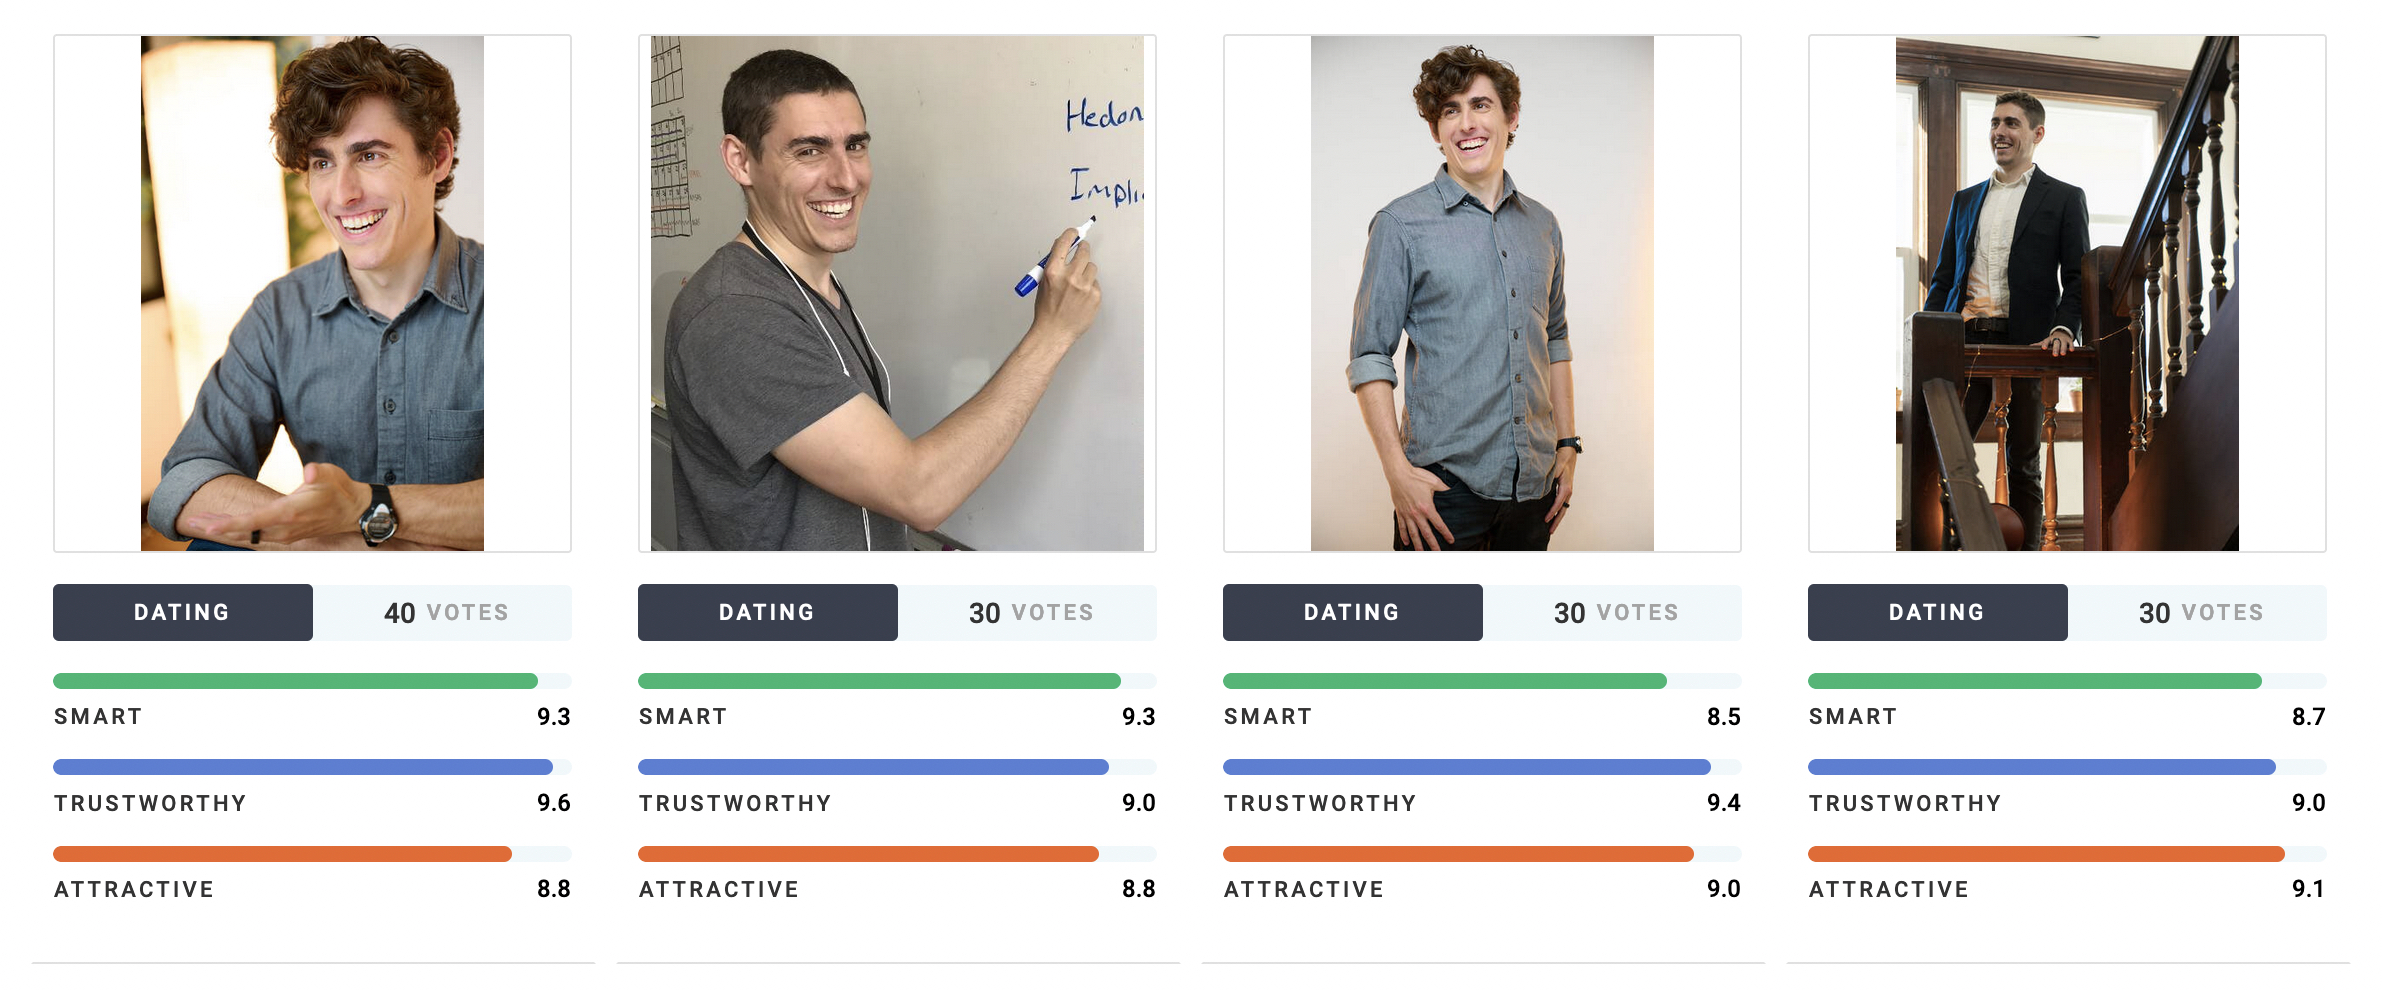 Hedon
Impli
DATING 40 VOTES
SMART 9.3
TRUSTWORTHY 9.6
ATTRACTIVE 8.8
DATING 30 VOTES
SMART 9.3
TRUSTWORTHY 9.0
ATTRACTIVE 8.8
DATING 30 VOTES
SMART 8.5
TRUSTWORTHY 9.4
ATTRACTIVE 9.0
DATING 30 VOTES
SMART 8.7
TRUSTWORTHY 9.0
ATTRACTIVE 9.1